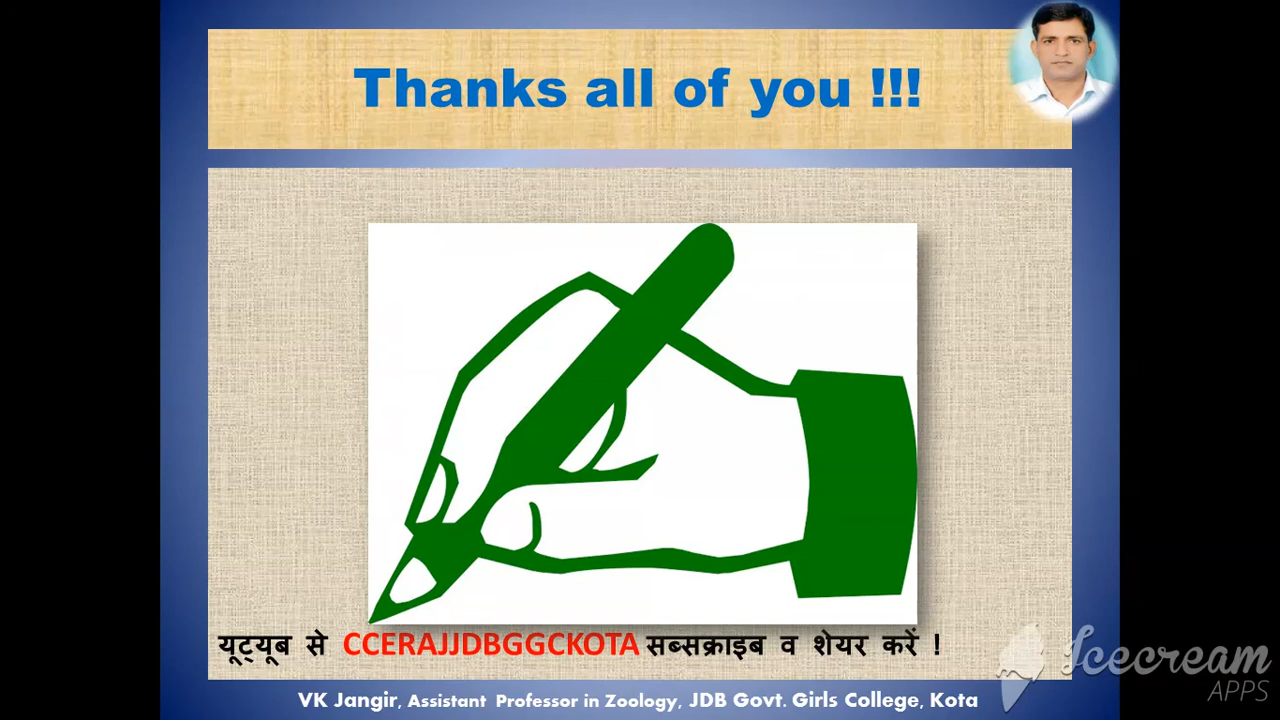 Thanks all of you !!!
यूट्यूब से CCERAJJDBGGCKOTA सब्सक्राइब व शेयर करें !
Icecream
APPS
VK Jangir, Assistant Professor in Zoology, JDB Govt. Girls College, Kota